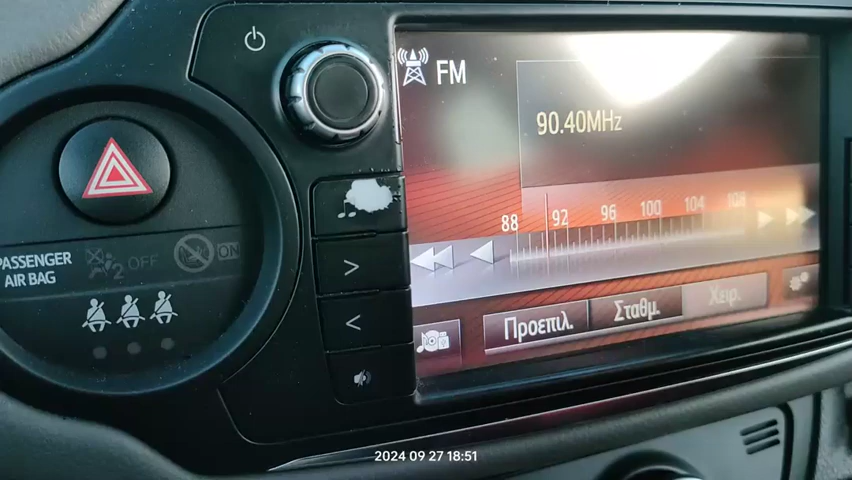 FM
90.40MHz
88 92 96 100 104 108
PASSENGER
AIR BAG
2 OFF
ON
Προεπιλ. Σταθμ. Χειρ.
2024 09 27 18:51